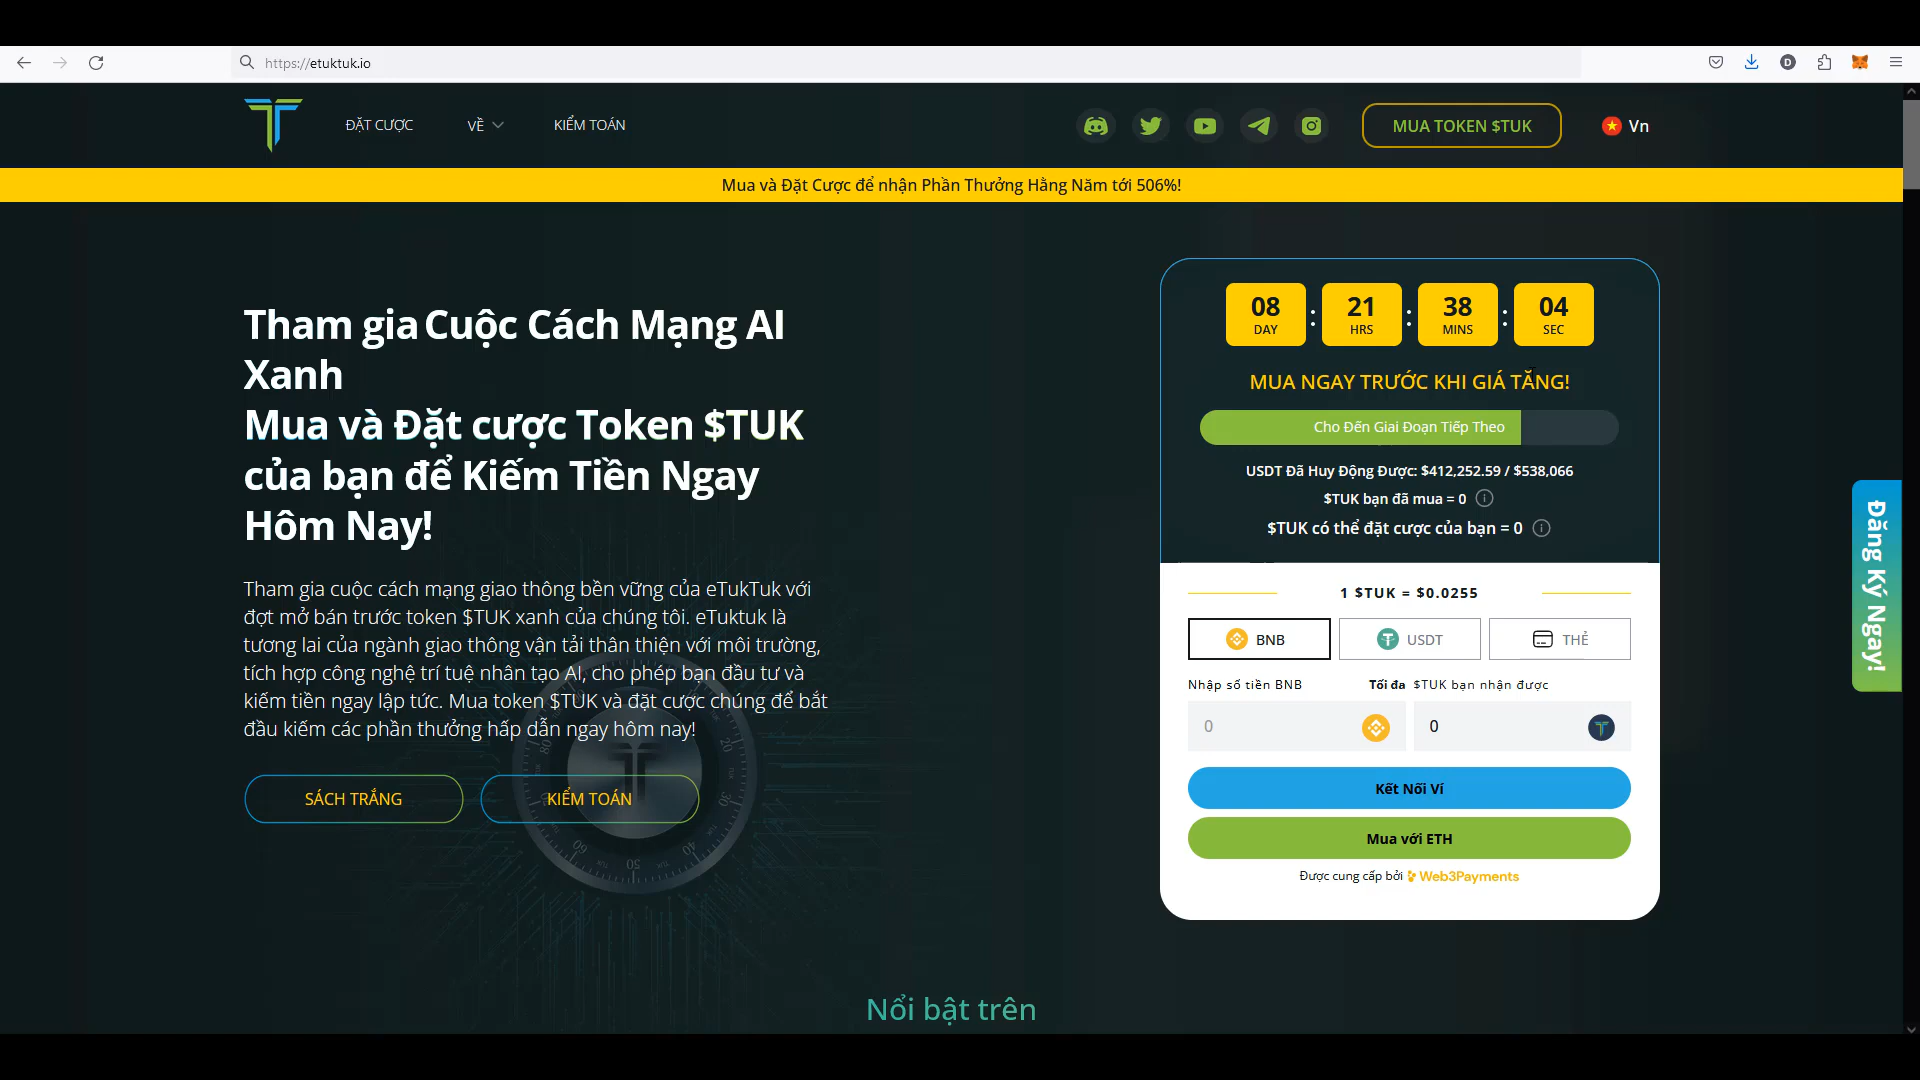 https://etuktuk.io
ĐẶT CƯỢC
VỀ
KIỂM TOÁN
MUA TOKEN $TUK
Vn
Mua và Đặt Cược để nhận Phần Thưởng Hằng Năm tới 506%!
Tham gia Cuộc Cách Mạng AI
Xanh
Mua và Đặt cược Token $TUK
của bạn để Kiếm Tiền Ngay
Hôm Nay!
Tham gia cuộc cách mạng giao thông bền vững của eTukTuk với
đợt mở bán trước token $TUK xanh của chúng tôi. eTuktuk là
tương lai của ngành giao thông vận tải thân thiện với môi trường,
tích hợp công nghệ trí tuệ nhân tạo AI, cho phép bạn đầu tư và
kiếm tiền ngay lập tức. Mua token $TUK và đặt cược chúng để bắt
đầu kiếm các phần thưởng hấp dẫn ngay hôm nay!
SÁCH TRẮNG
KIỂM TOÁN
08 : 21 : 38 : 04
DAY HRS MINS SEC
MUA NGAY TRƯỚC KHI GIÁ TĂNG!
Cho Đến Giai Đoạn Tiếp Theo
USDT Đã Huy Động Được: $412,252.59 / $538,066
$TUK bạn đã mua = 0
$TUK có thể đặt cược của bạn = 0
1 $TUK = $0.0255
BNB
USDT
THẺ
Nhập số tiền BNB
Tối đa
$TUK bạn nhận được
0
0
Kết Nối Ví
Mua với ETH
Được cung cấp bởi Web3Payments
Đăng Ký Ngay!
Nổi bật trên